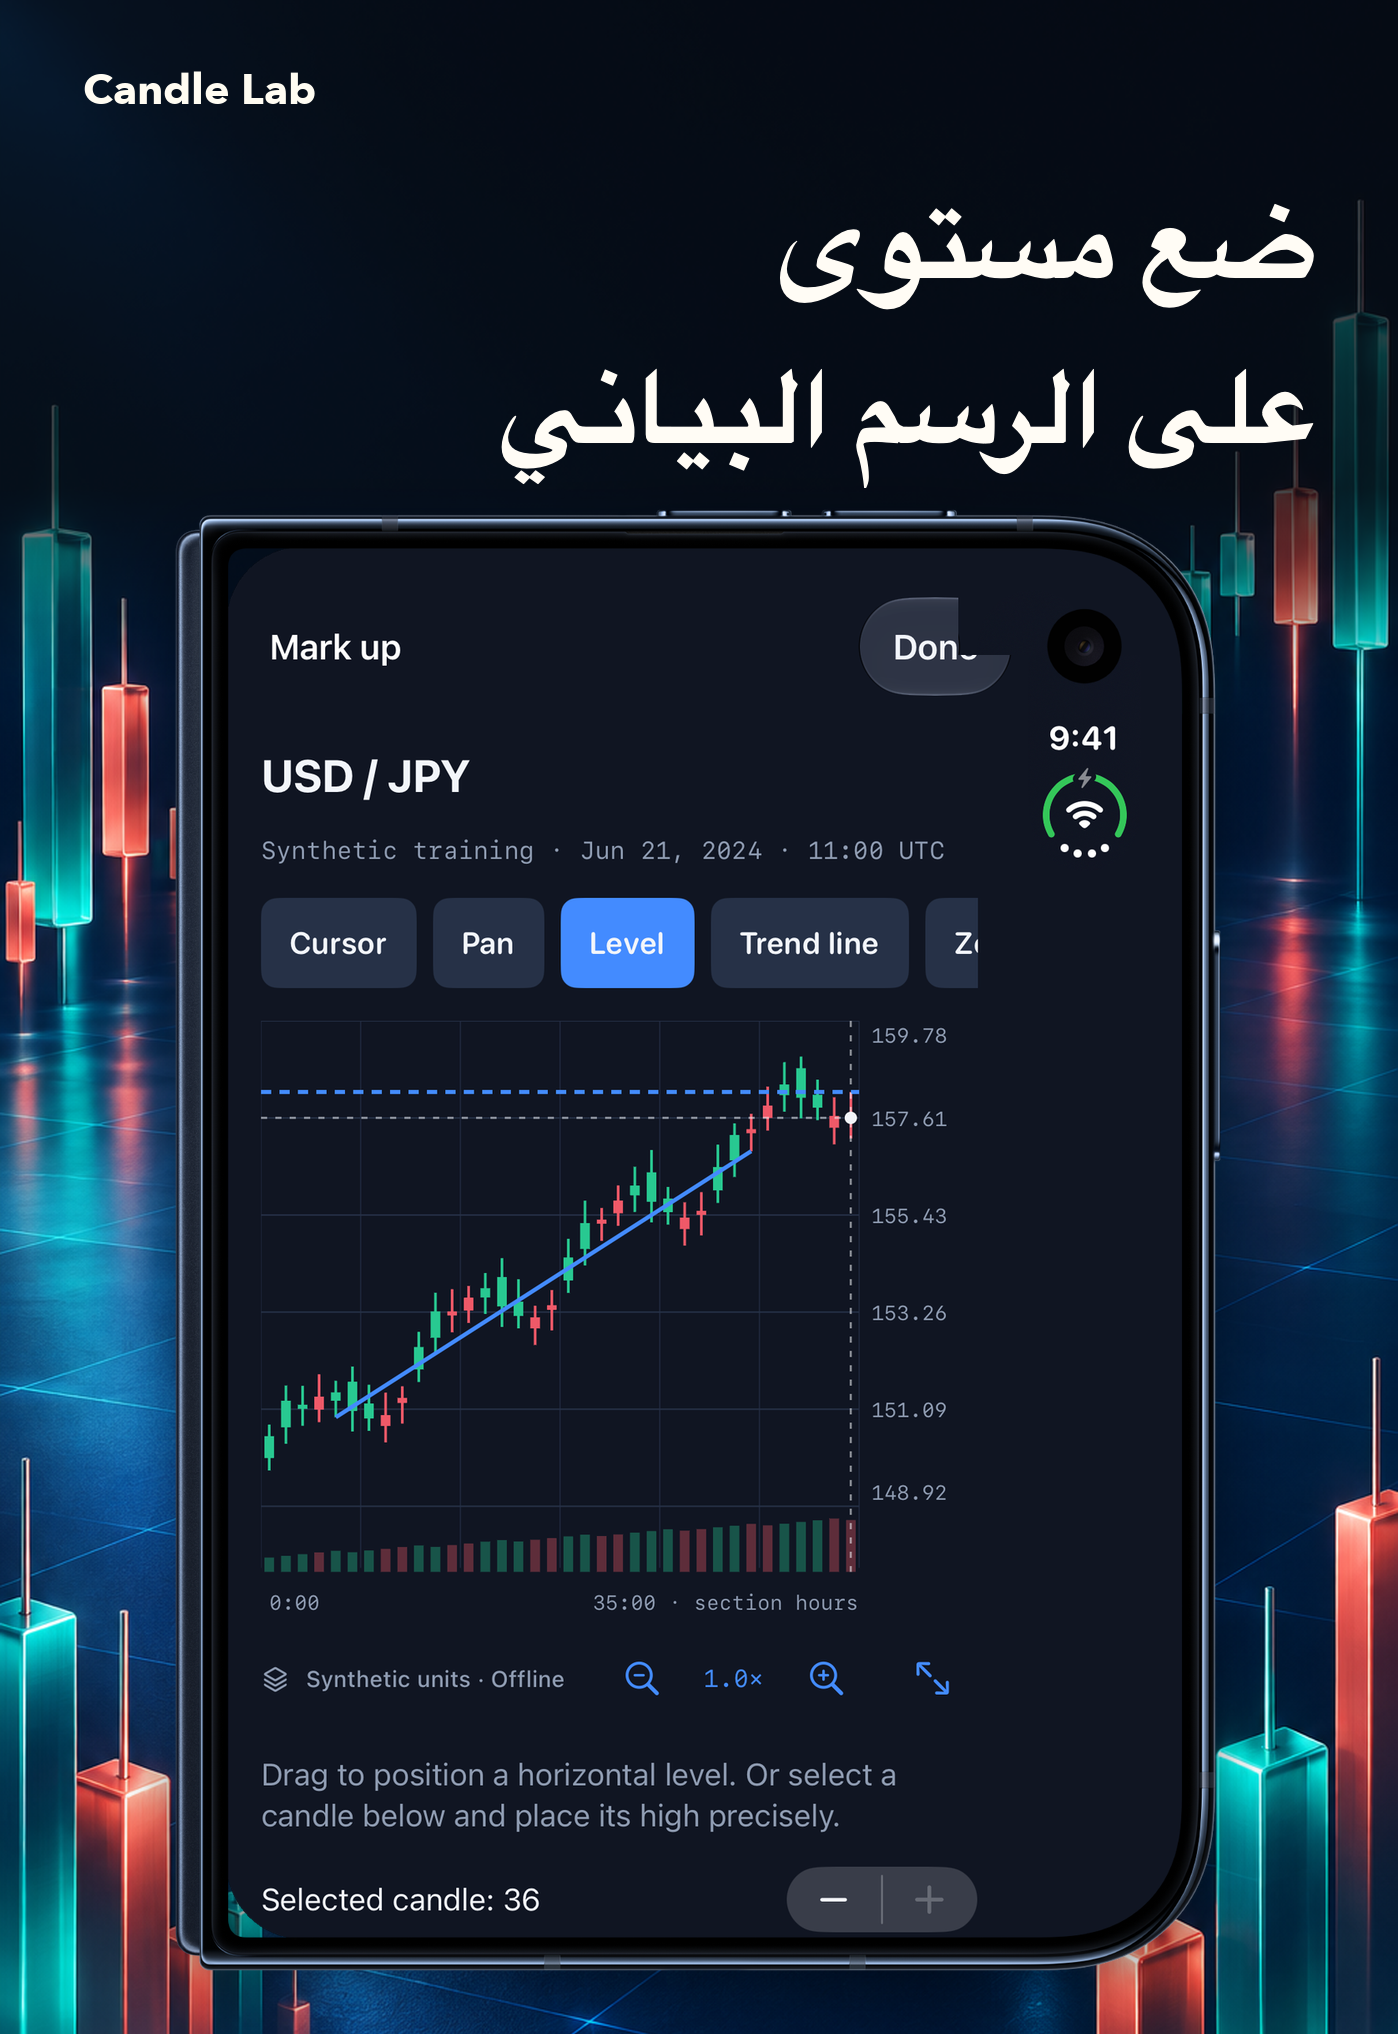 Candle Lab
ضع مستوى
على الرسم البياني
Mark up
Done
9:41
USD / JPY
Synthetic training · Jun 21, 2024 · 11:00 UTC
Cursor Pan Level Trend line
159.78
157.61
155.43
153.26
151.09
148.92
0:00 35:00 · section hours
Synthetic units · Offline 1.0×
Drag to position a horizontal level. Or select a
candle below and place its high precisely.
Selected candle: 36